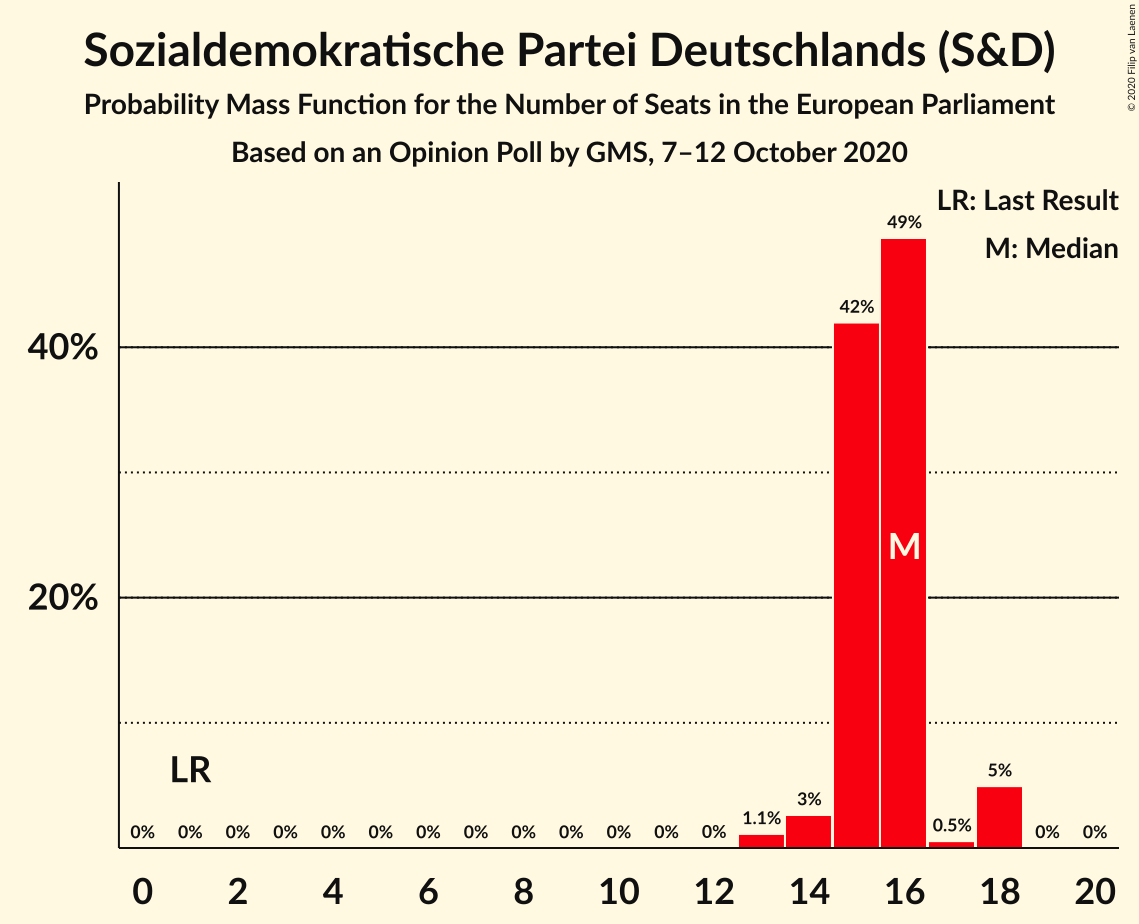 Sozialdemokratische Partei Deutschlands (S&D)
Probability Mass Function for the Number of Seats in the European Parliament
Based on an Opinion Poll by GMS, 7–12 October 2020
© 2020 Filip van Laenen
LR: Last Result
M: Median
49%
42%
40%
M
20%
LR
5%
3%
1.1%
0.5%
0% 0% 0% 0% 0% 0% 0% 0% 0% 0% 0% 0% 0% 0% 0%
0 2 4 6 8 10 12 14 16 18 20